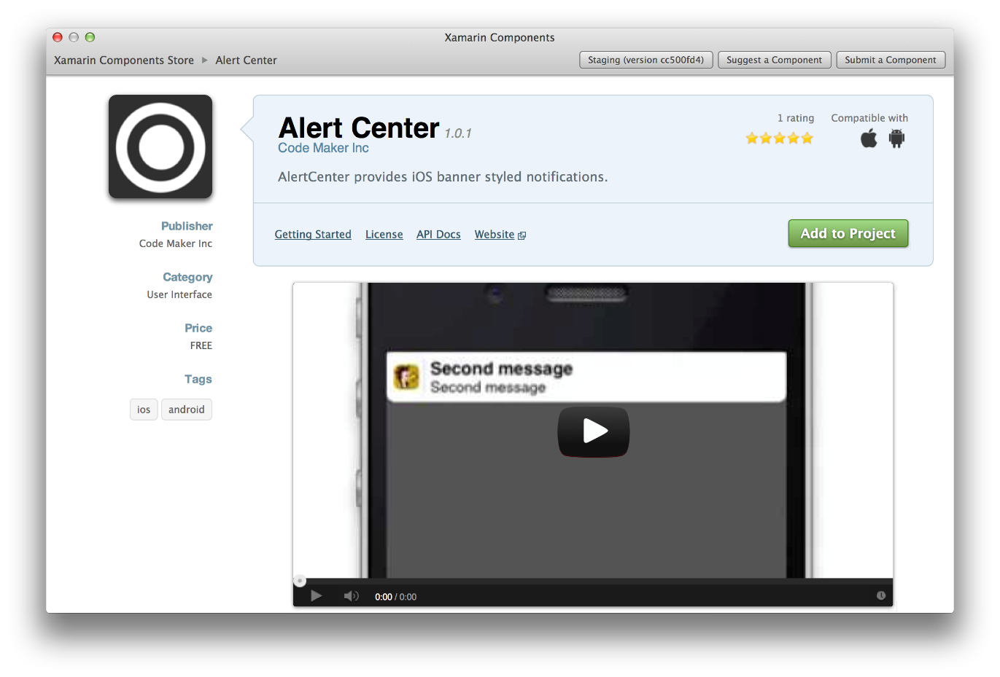 Xamarin Components
Xamarin Components Store
Alert Center
Staging (version cc500fd4)
Suggest a Component
Submit a Component
Alert Center 1.0.1
Code Maker Inc
AlertCenter provides iOS banner styled notifications.
1 rating
Compatible with
Getting Started
License
API Docs
Website
Add to Project
Publisher
Code Maker Inc
Category
User Interface
Price
FREE
Tags
ios
android
Second message
Second message
0:00 / 0:00